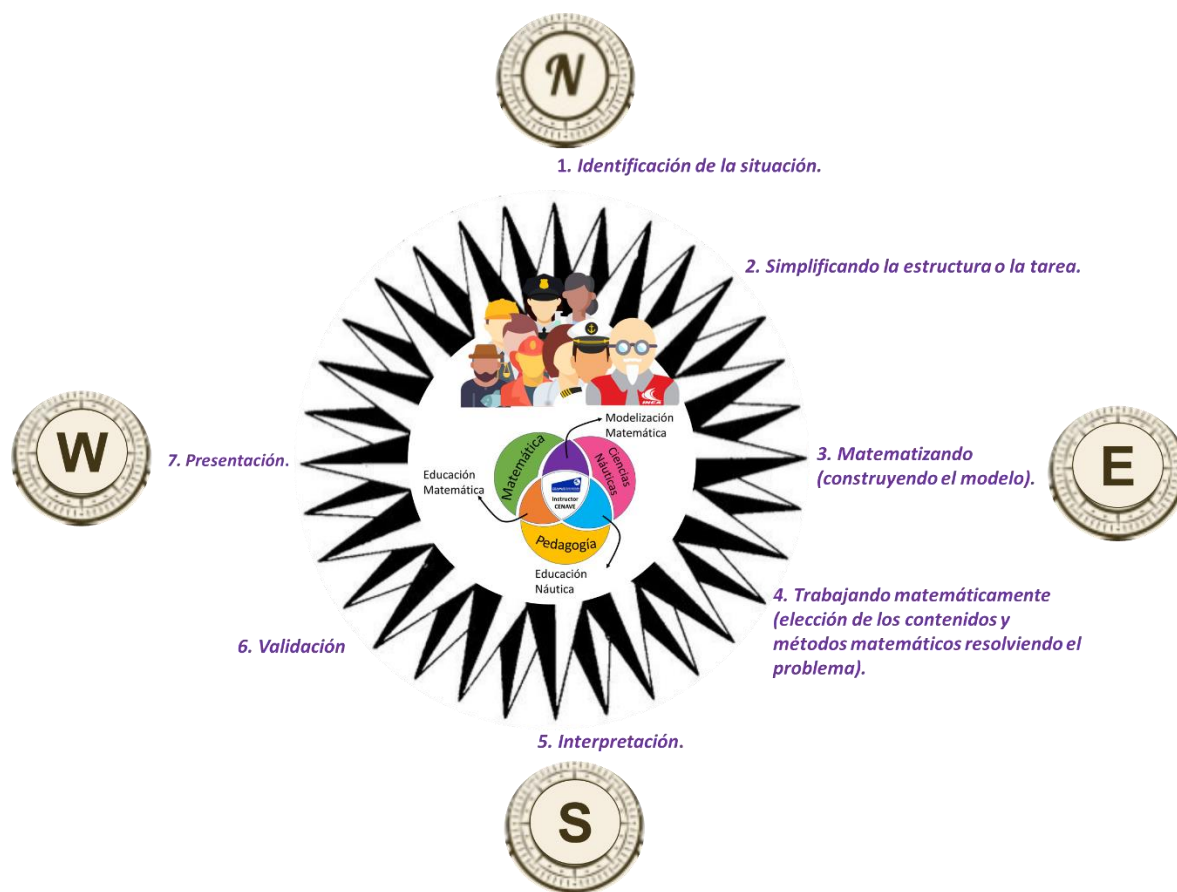 N
1. Identificación de la situación.
2. Simplificando la estructura o la tarea.
W
7. Presentación.
Modelización
Matemática
Educación
Matemática
Matemática
Ciencias
Náuticas
Instructor
CENAVE
Pedagogía
Educación
Náutica
3. Matematizando
(construyendo el modelo).
E
4. Trabajando matemáticamente
(elección de los contenidos y
métodos matemáticos resolviendo el
problema).
6. Validación
5. Interpretación.
S